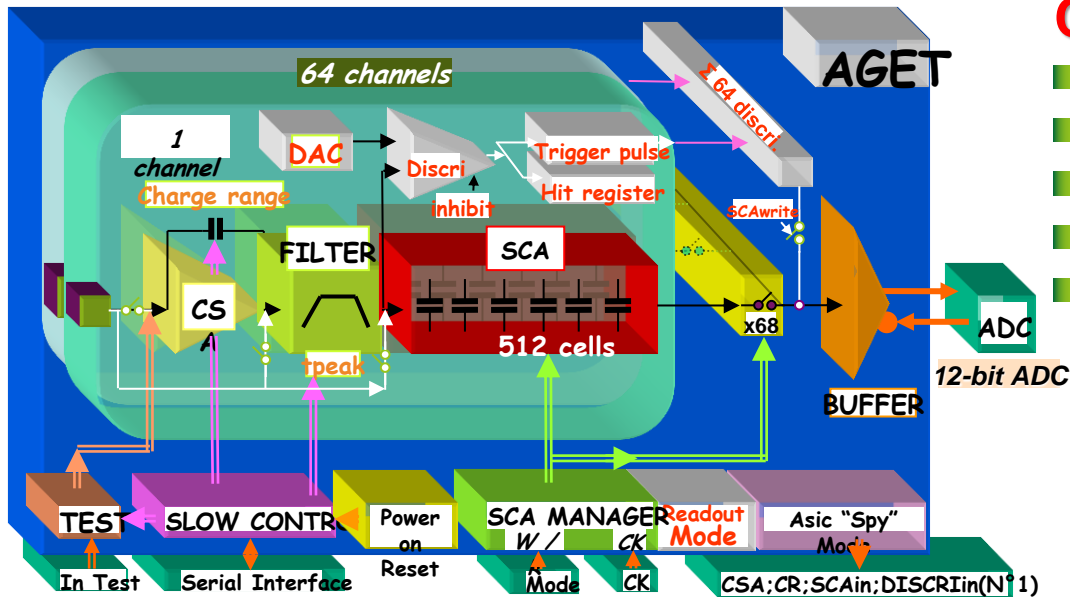 AGET
64 channels
Σ 64 discri.
1
channel
DAC
Discri
Trigger pulse
Hit register
Charge range
inhibit
SCAwrite
FILTER
SCA
CS
A
x68
ADC
512 cells
tpeak
12-bit ADC
BUFFER
TEST
SLOW CONTR
Power
on
Reset
SCA MANAGER
W /
CK
Readout
Mode
Asic “Spy”
Mode
In Test
Serial Interface
Mode
CK
CSA;CR;SCAin;DISCRIin(N°1)